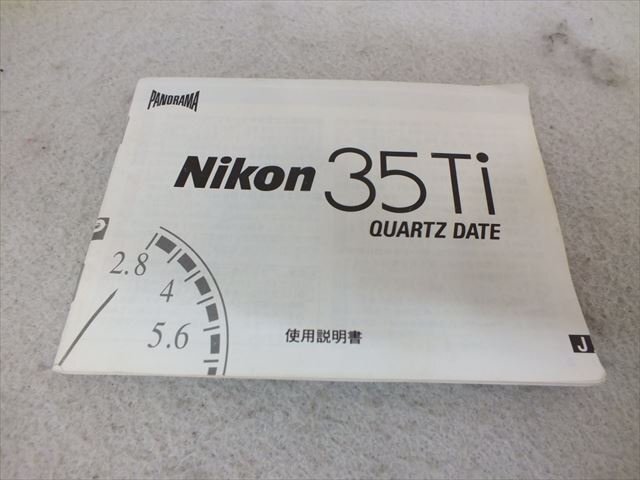 PANORAMA
Nikon 35Ti
QUARTZ DATE
P
2.8
4
5.6
使用説明書
J